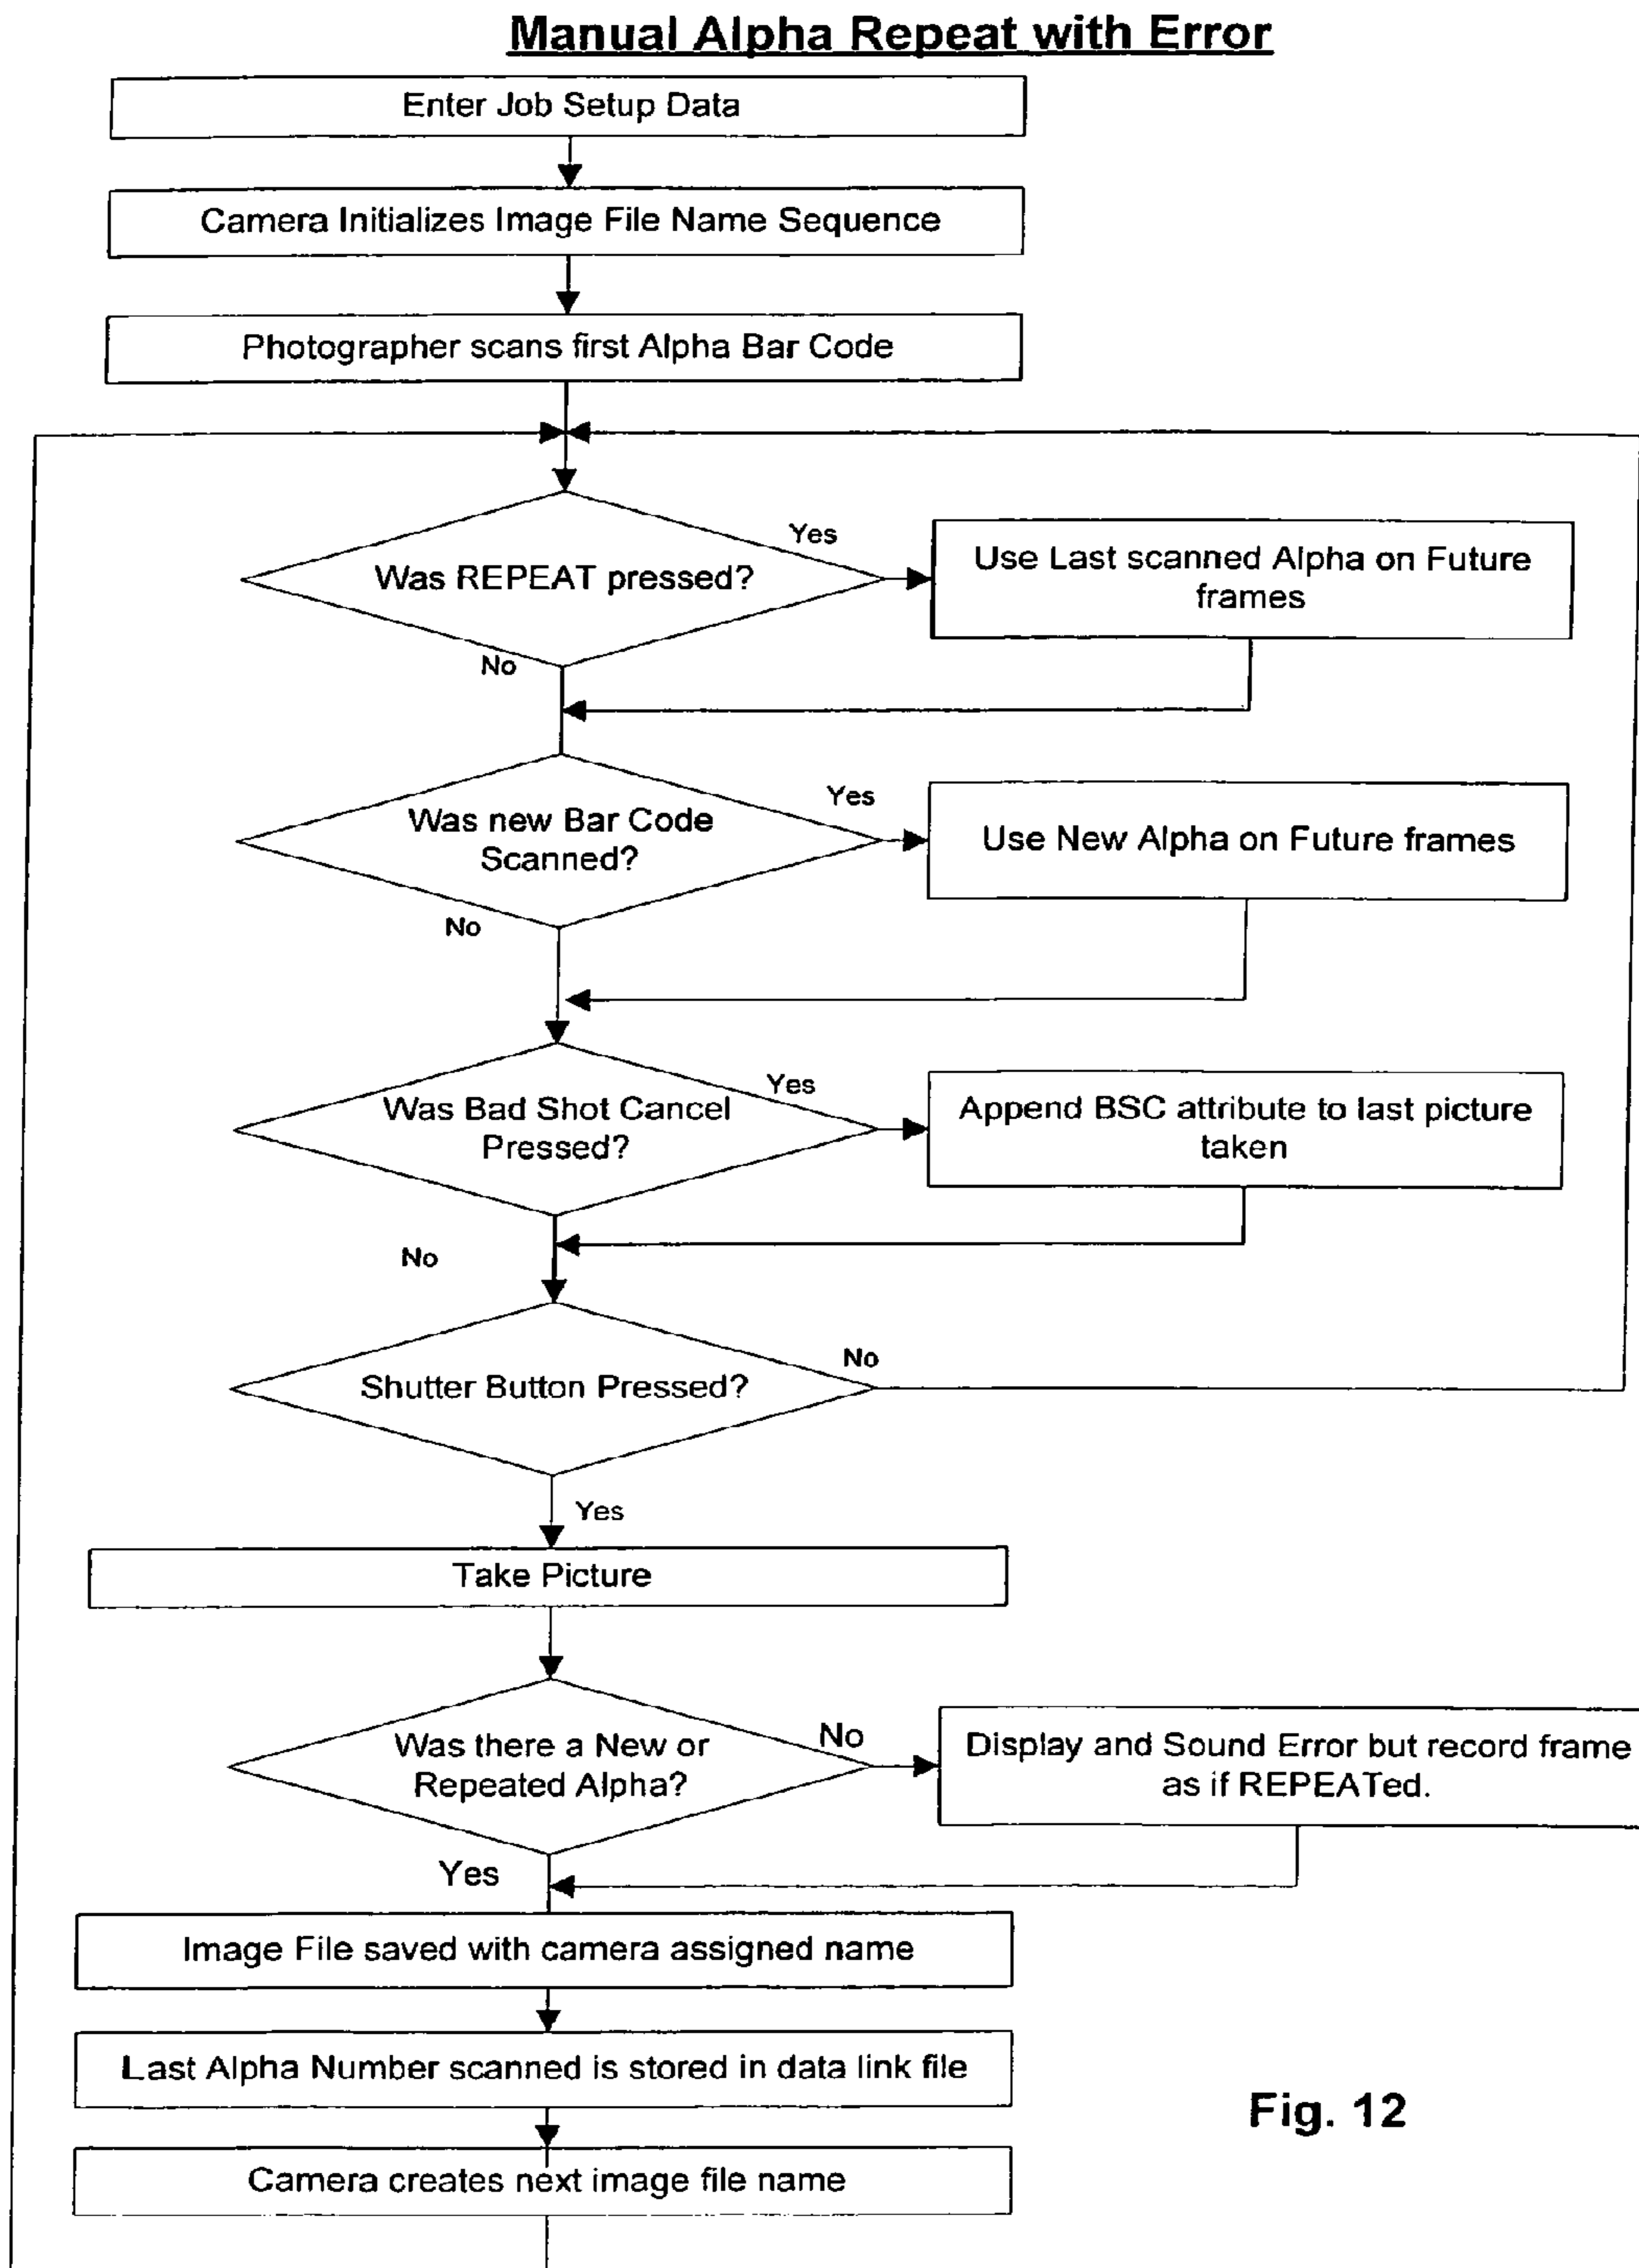 Manual Alpha Repeat with Error
Enter Job Setup Data
Camera Initializes Image File Name Sequence
Photographer scans first Alpha Bar Code
Was REPEAT pressed?
Yes
Use Last scanned Alpha on Future
frames
No
Was new Bar Code
Scanned?
Yes
Use New Alpha on Future frames
No
Was Bad Shot Cancel
Pressed?
Yes
Append BSC attribute to last picture
taken
No
Shutter Button Pressed?
No
Yes
Take Picture
Was there a New or
Repeated Alpha?
No
Display and Sound Error but record frame
as if REPEATed.
Yes
Image File saved with camera assigned name
Last Alpha Number scanned is stored in data link file
Camera creates next image file name
Fig. 12